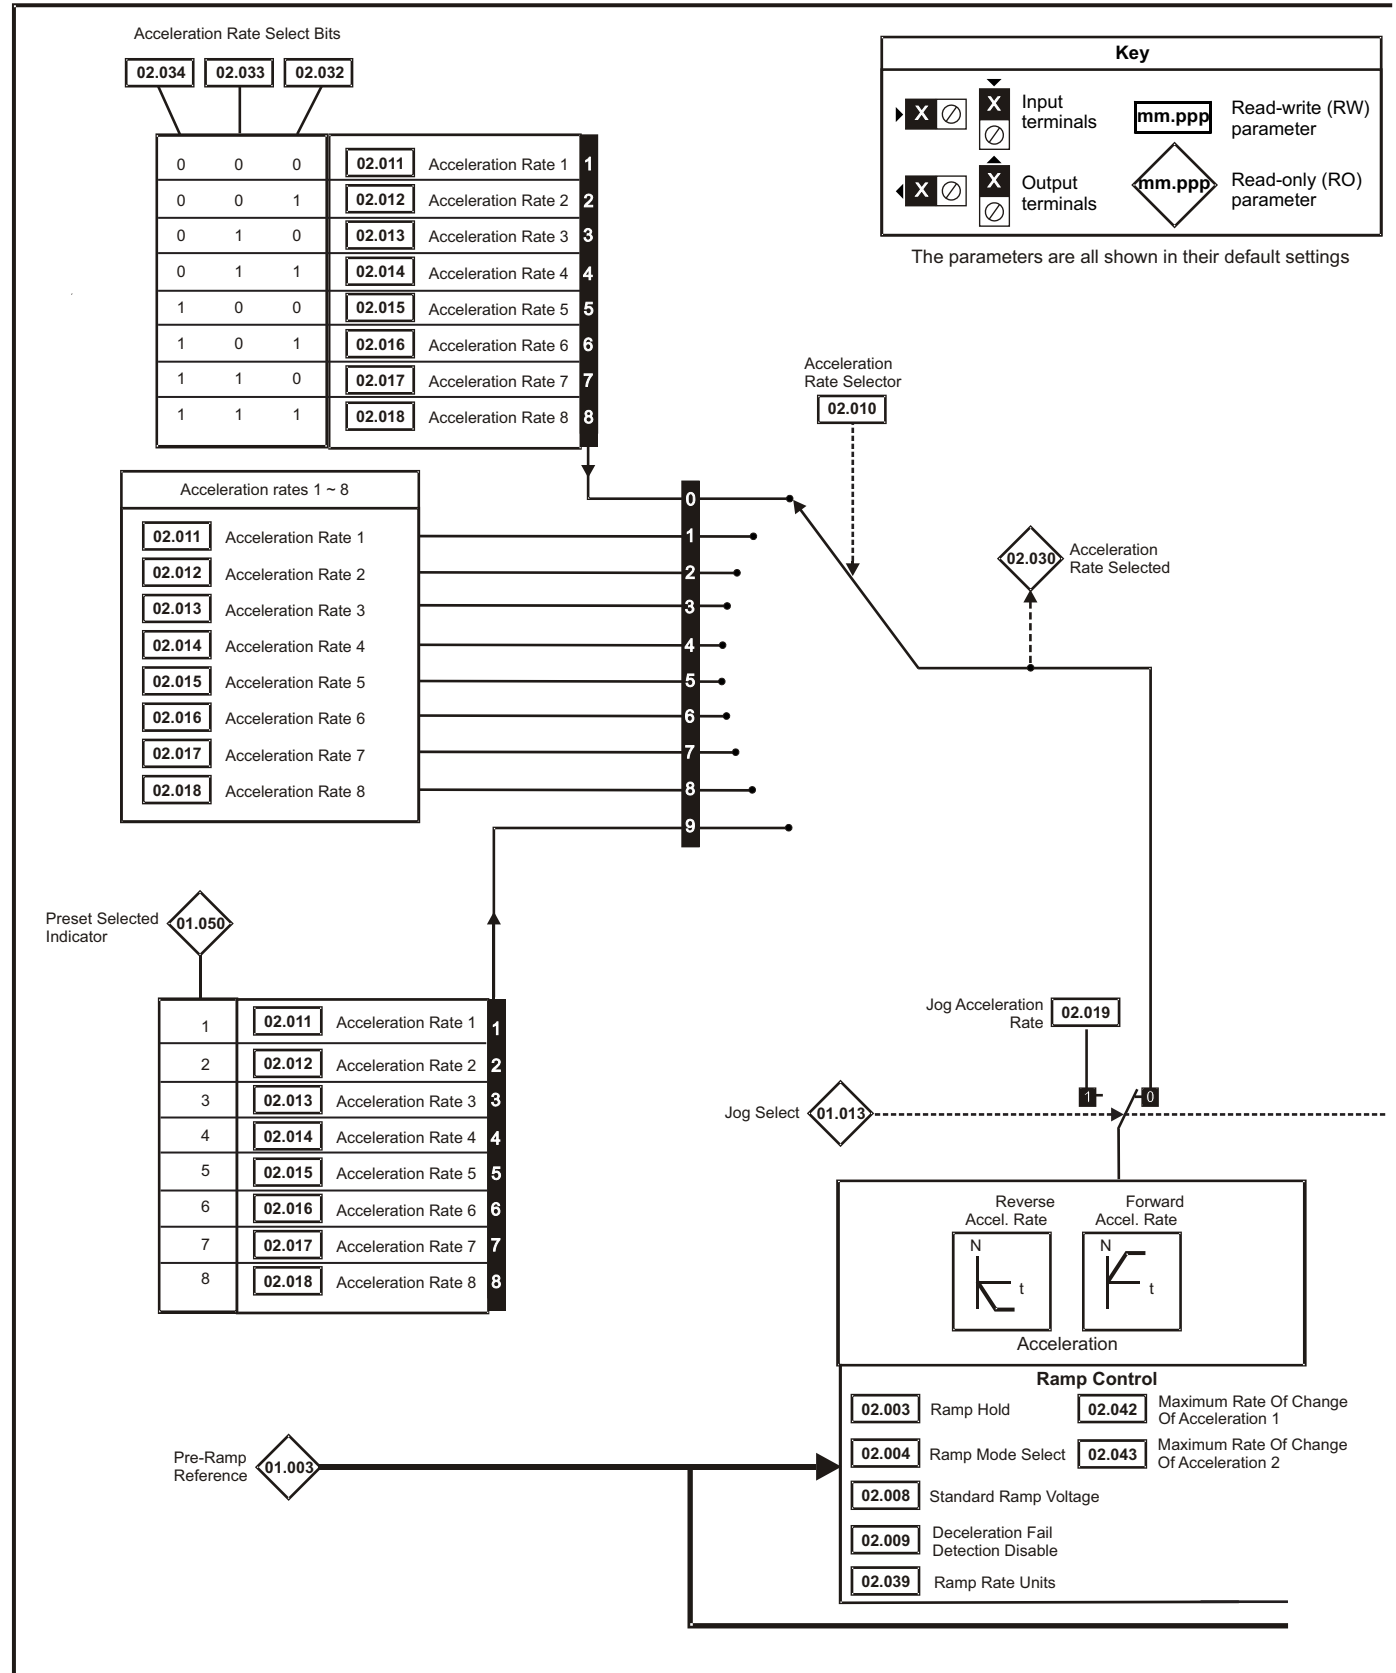 Acceleration Rate Select Bits
02.034 02.033 02.032
0 0 0 02.011 Acceleration Rate 1 1
0 0 1 02.012 Acceleration Rate 2 2
0 1 0 02.013 Acceleration Rate 3 3
0 1 1 02.014 Acceleration Rate 4 4
1 0 0 02.015 Acceleration Rate 5 5
1 0 1 02.016 Acceleration Rate 6 6
1 1 0 02.017 Acceleration Rate 7 7
1 1 1 02.018 Acceleration Rate 8 8
Key
X
X
Input
terminals
mm.ppp
Read-write (RW)
parameter
X
X
Output
terminals
mm.ppp
Read-only (RO)
parameter
The parameters are all shown in their default settings
Acceleration
Rate Selector
02.010
Acceleration rates 1 ~ 8
02.011 Acceleration Rate 1
02.012 Acceleration Rate 2
02.013 Acceleration Rate 3
02.014 Acceleration Rate 4
02.015 Acceleration Rate 5
02.016 Acceleration Rate 6
02.017 Acceleration Rate 7
02.018 Acceleration Rate 8
0
1
2
3
4
5
6
7
8
9
02.030
Acceleration
Rate Selected
Preset Selected
Indicator
01.050
1 02.011 Acceleration Rate 1 1
2 02.012 Acceleration Rate 2 2
3 02.013 Acceleration Rate 3 3
4 02.014 Acceleration Rate 4 4
5 02.015 Acceleration Rate 5 5
6 02.016 Acceleration Rate 6 6
7 02.017 Acceleration Rate 7 7
8 02.018 Acceleration Rate 8 8
Jog Acceleration
Rate
02.019
1 0
Jog Select 01.013
Reverse
Accel. Rate
Forward
Accel. Rate
N
t
N
t
Acceleration
Ramp Control
02.003 Ramp Hold
02.042
Maximum Rate Of Change
Of Acceleration 1
02.004 Ramp Mode Select
02.043
Maximum Rate Of Change
Of Acceleration 2
02.008 Standard Ramp Voltage
02.009
Deceleration Fail
Detection Disable
02.039 Ramp Rate Units
Pre-Ramp
Reference
01.003